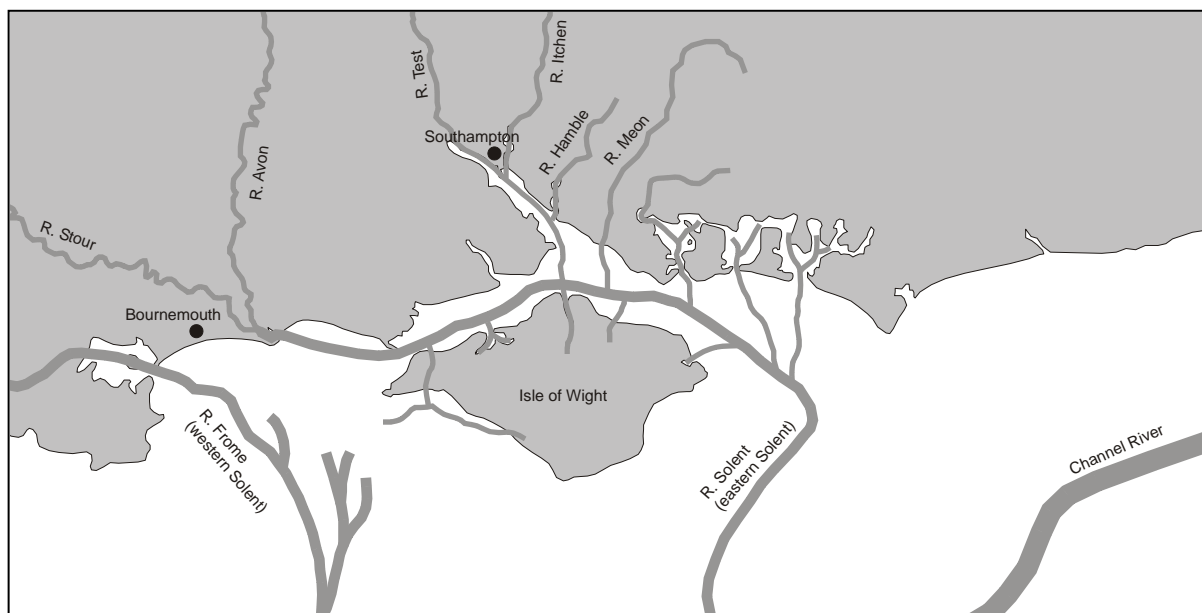 R. Test
R. Itchen
Southampton
R. Hamble
R. Meon
R. Avon
R. Stour
Bournemouth
Isle of Wight
R. Frome
(western Solent)
R. Solent
(eastern Solent)
Channel River